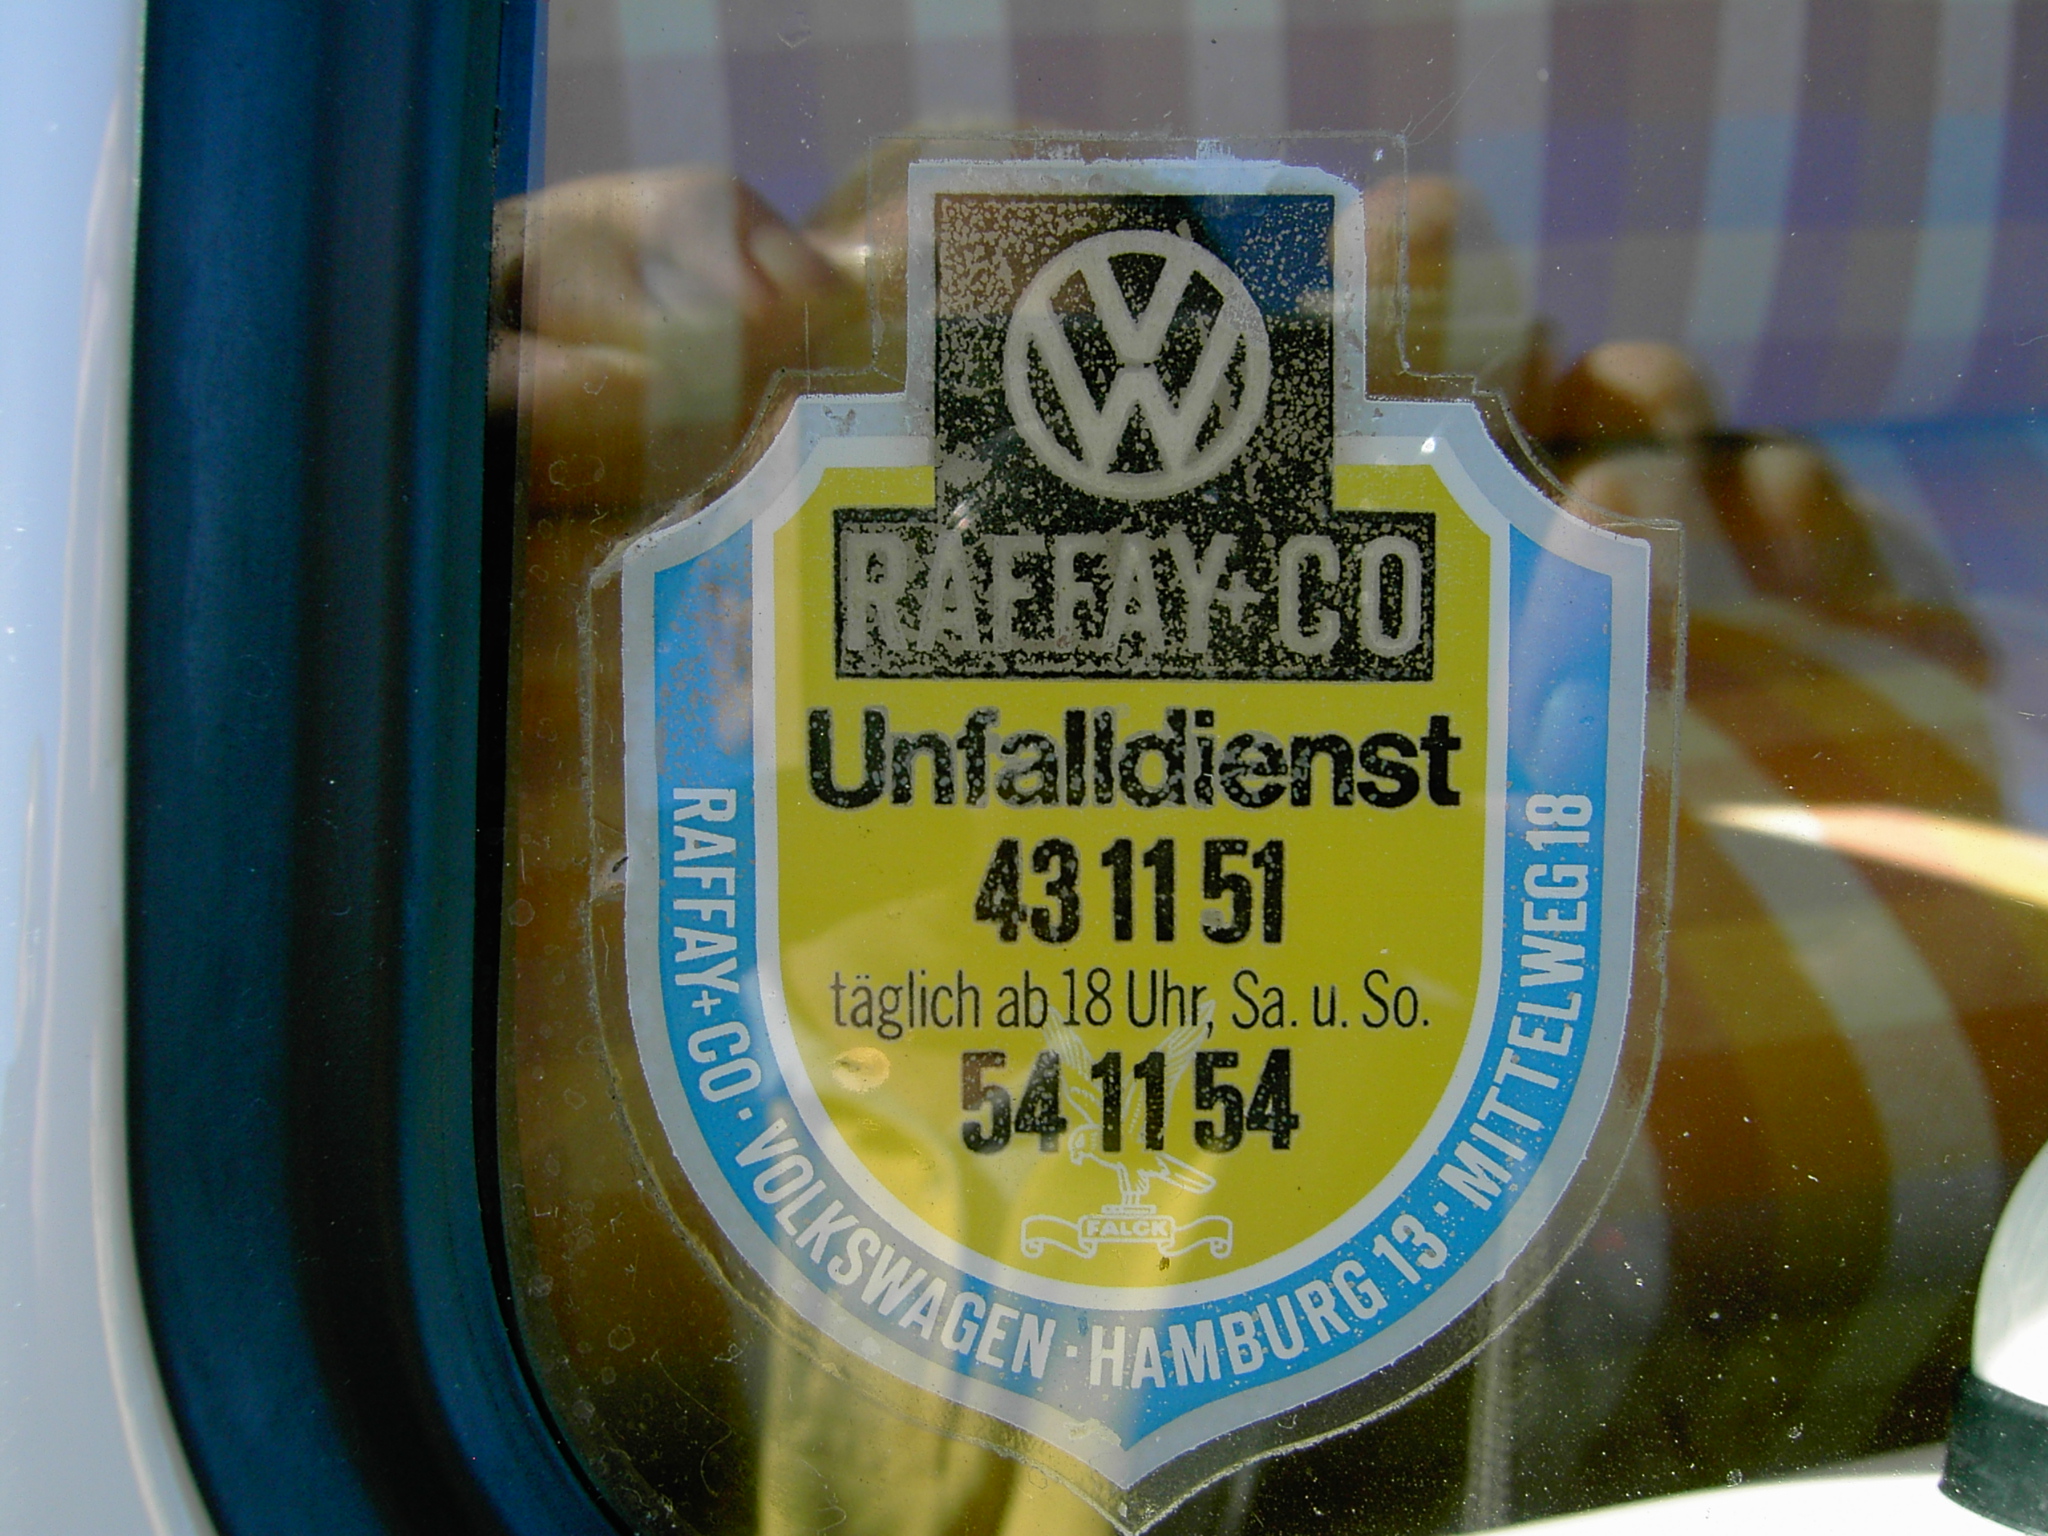 VW
RAFFAY+CO
Unfalldienst
43 11 51
täglich ab 18 Uhr, Sa. u. So.
54 11 54
FALCK
RAFFAY+CO · VOLKSWAGEN · HAMBURG 13 · MITTELWEG 18